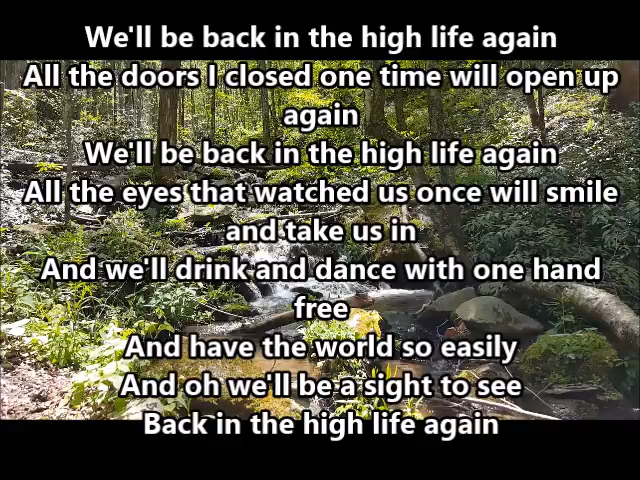 We'll be back in the high life again
All the doors I closed one time will open up
again
We'll be back in the high life again
All the eyes that watched us once will smile
and take us in
And we'll drink and dance with one hand
free
And have the world so easily
And oh we'll be a sight to see
Back in the high life again